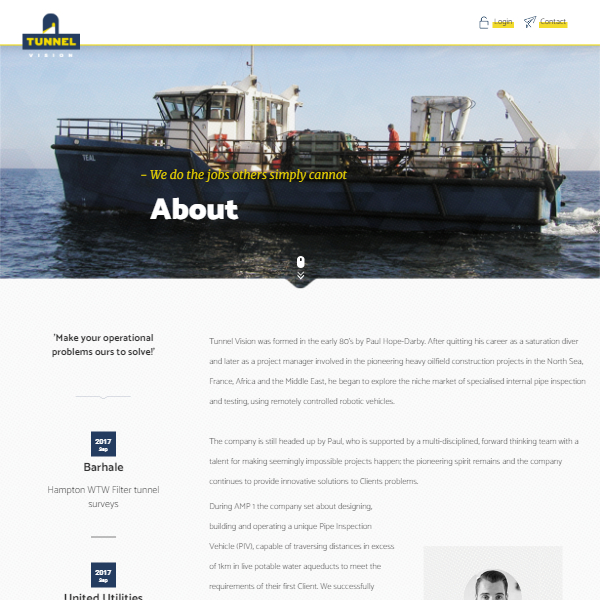 TUNNEL
VISION
Login
Contact
TEAL
– We do the jobs others simply cannot
About
'Make your operational
problems ours to solve!'
2017
Sep
Barhale
Hampton WTW Filter tunnel
surveys
2017
Sep
United Utilities
Tunnel Vision was formed in the early 80's by Paul Hope-Darby. After quitting his career as a saturation diver
and later as a project manager involved in the pioneering heavy oilfield construction projects in the North Sea,
France, Africa and the Middle East, he began to explore the niche market of specialised internal pipe inspection
and testing, using remotely controlled robotic vehicles.
The company is still headed up by Paul, who is supported by a multi-disciplined, forward thinking team with a
talent for making seemingly impossible projects happen; the pioneering spirit remains and the company
continues to provide innovative solutions to Clients problems.
During AMP 1 the company set about designing,
building and operating a unique Pipe Inspection
Vehicle (PIV), capable of traversing distances in excess
of 1km in live potable water aqueducts to meet the
requirements of their first Client. We successfully